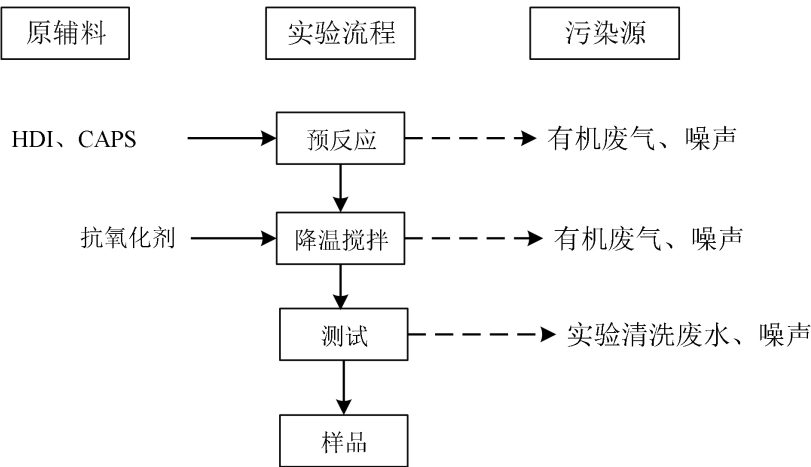 原辅料 实验流程 污染源
HDI、CAPS 预反应 有机废气、噪声
抗氧化剂 降温搅拌 有机废气、噪声
测试 实验清洗废水、噪声
样品